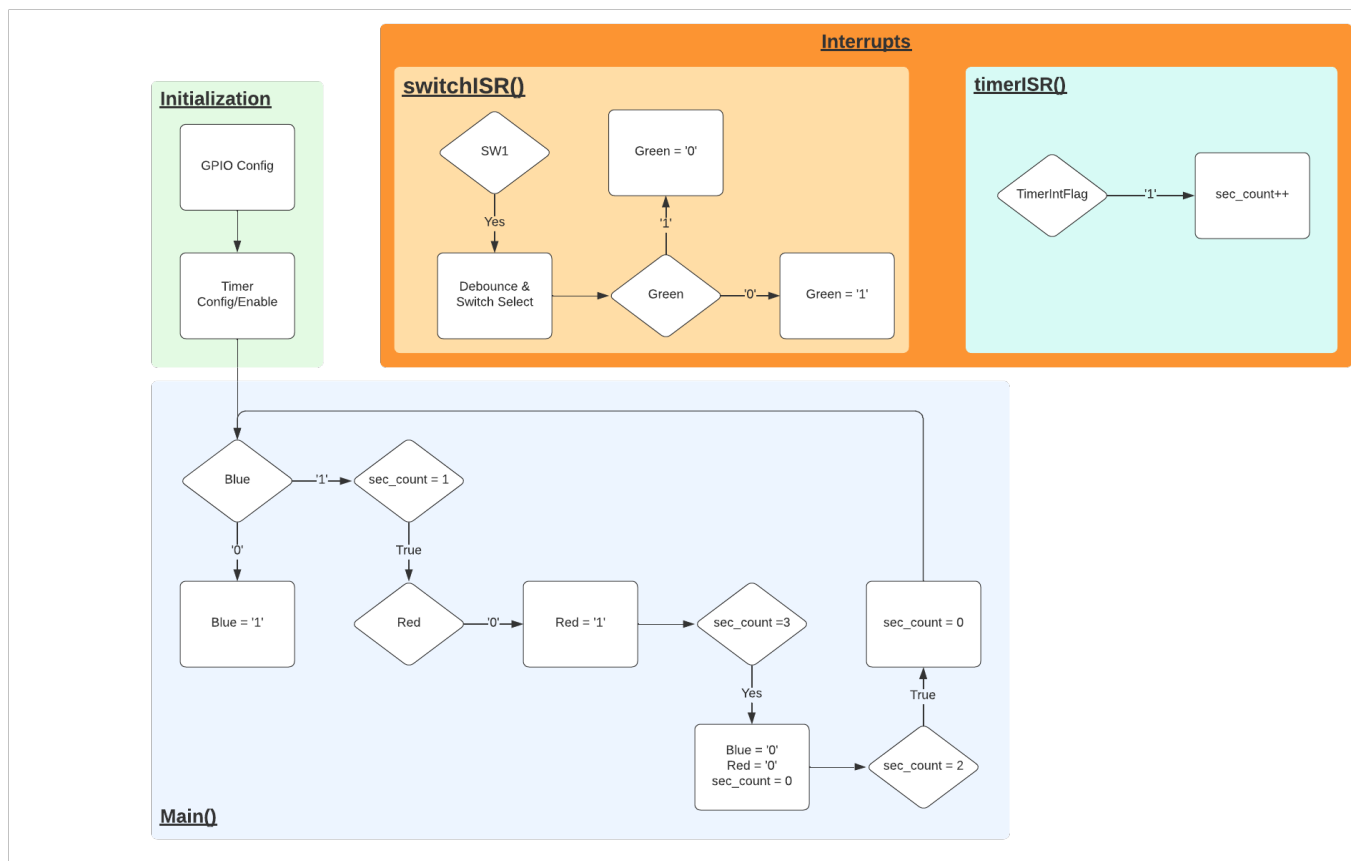 Interrupts
Initialization
GPIO Config
Timer
Config/Enable
switchISR()
SW1
Yes
Debounce &
Switch Select
Green
'1'
Green = '0'
'0'
Green = '1'
timerISR()
TimerIntFlag
'1'
sec_count++
Blue
'0'
Blue = '1'
'1'
sec_count = 1
True
Red
'0'
Red = '1'
sec_count =3
Yes
Blue = '0'
Red = '0'
sec_count = 0
sec_count = 2
True
sec_count = 0
Main()